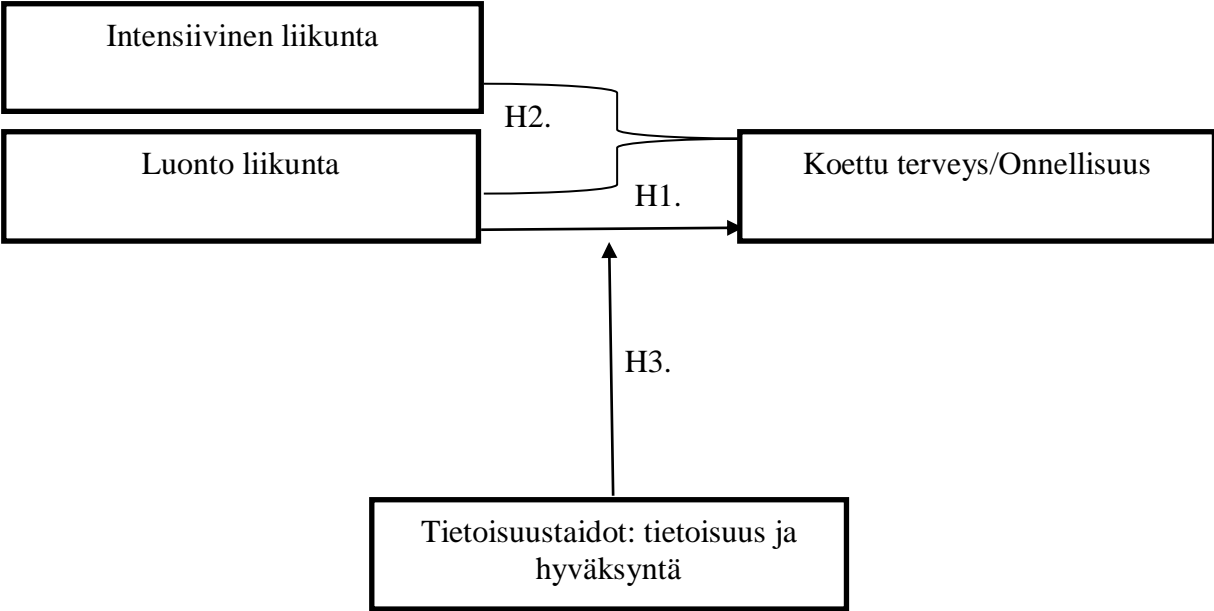 Intensiivinen liikunta
H2.
Luonto liikunta
Koettu terveys/Onnellisuus
H1.
H3.
Tietoisuustaidot: tietoisuus ja
hyväksyntä